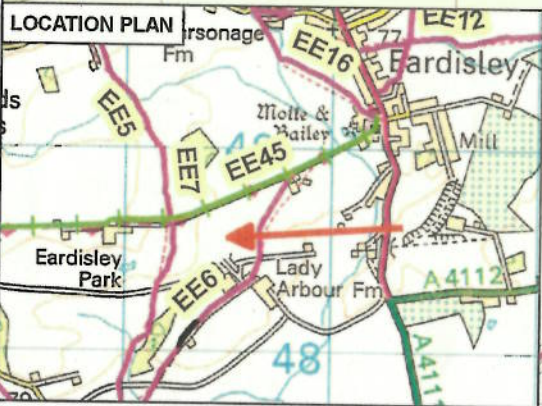 LOCATION PLAN
ersonage
Fm
EE12
EE16
77
Eardisley
ds
s
EE5
Motte &
Bailey
Mill
EE7
EE45
Eardisley
Park
EE6
Lady
Arbour Fm
A 4112
48
A4111